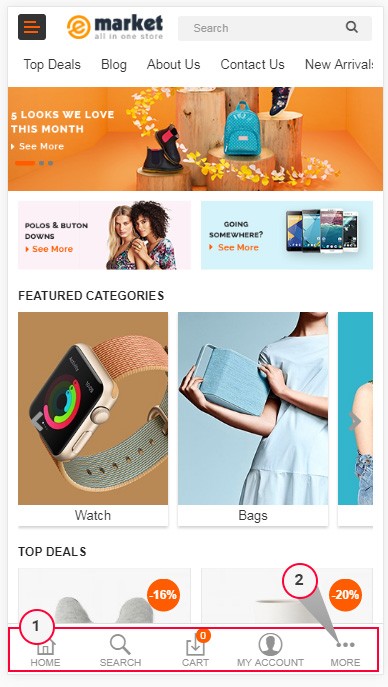 e market
all in one store
Search
Top Deals Blog About Us Contact Us New Arrivals
5 LOOKS WE LOVE
THIS MONTH
See More
POLOS & BUTON
DOWNS
See More
GOING
SOMEWHERE?
See More
FEATURED CATEGORIES
Watch
Bags
TOP DEALS
-16%
-20%
1
2
0
HOME SEARCH CART MY ACCOUNT MORE